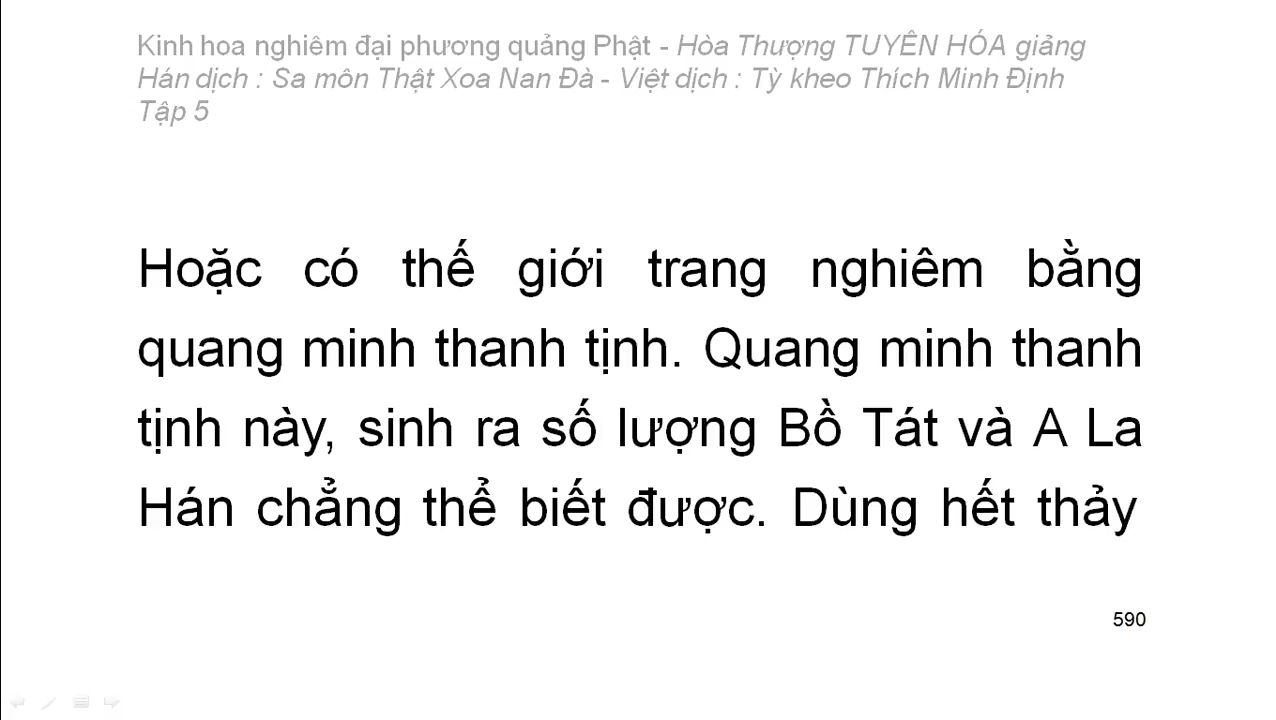 Kinh hoa nghiêm đại phương quảng Phật - Hòa Thượng TUYÊN HÓA giảng -
Hán dịch : Sa môn Thật Xoa Nan Đà - Việt dịch : Tỳ kheo Thích Minh Định
Tập 5
Hoặc có thế giới trang nghiêm bằng
quang minh thanh tịnh. Quang minh thanh
tịnh này, sinh ra số lượng Bồ Tát và A La
Hán chẳng thể biết được. Dùng hết thảy
590